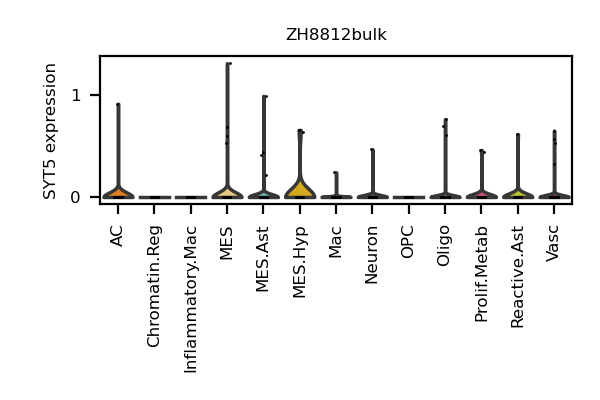 ZH8812bulk
SYT5 expression
1
0
AC
Chromatin.Reg
Inflammatory.Mac
MES
MES.Ast
MES.Hyp
Mac
Neuron
OPC
Oligo
Prolif.Metab
Reactive.Ast
Vasc